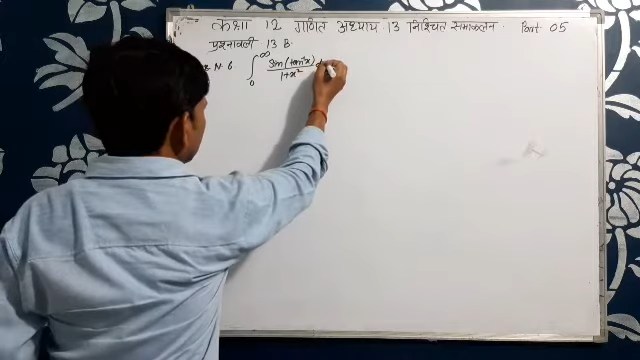 कक्षा 12 गणित अध्याय 13 निश्चित समाकलन Part 05
प्रश्नावली 13 B.
N. 6 ∫₀^∞ sin(tan⁻¹x)/(1+x²) d